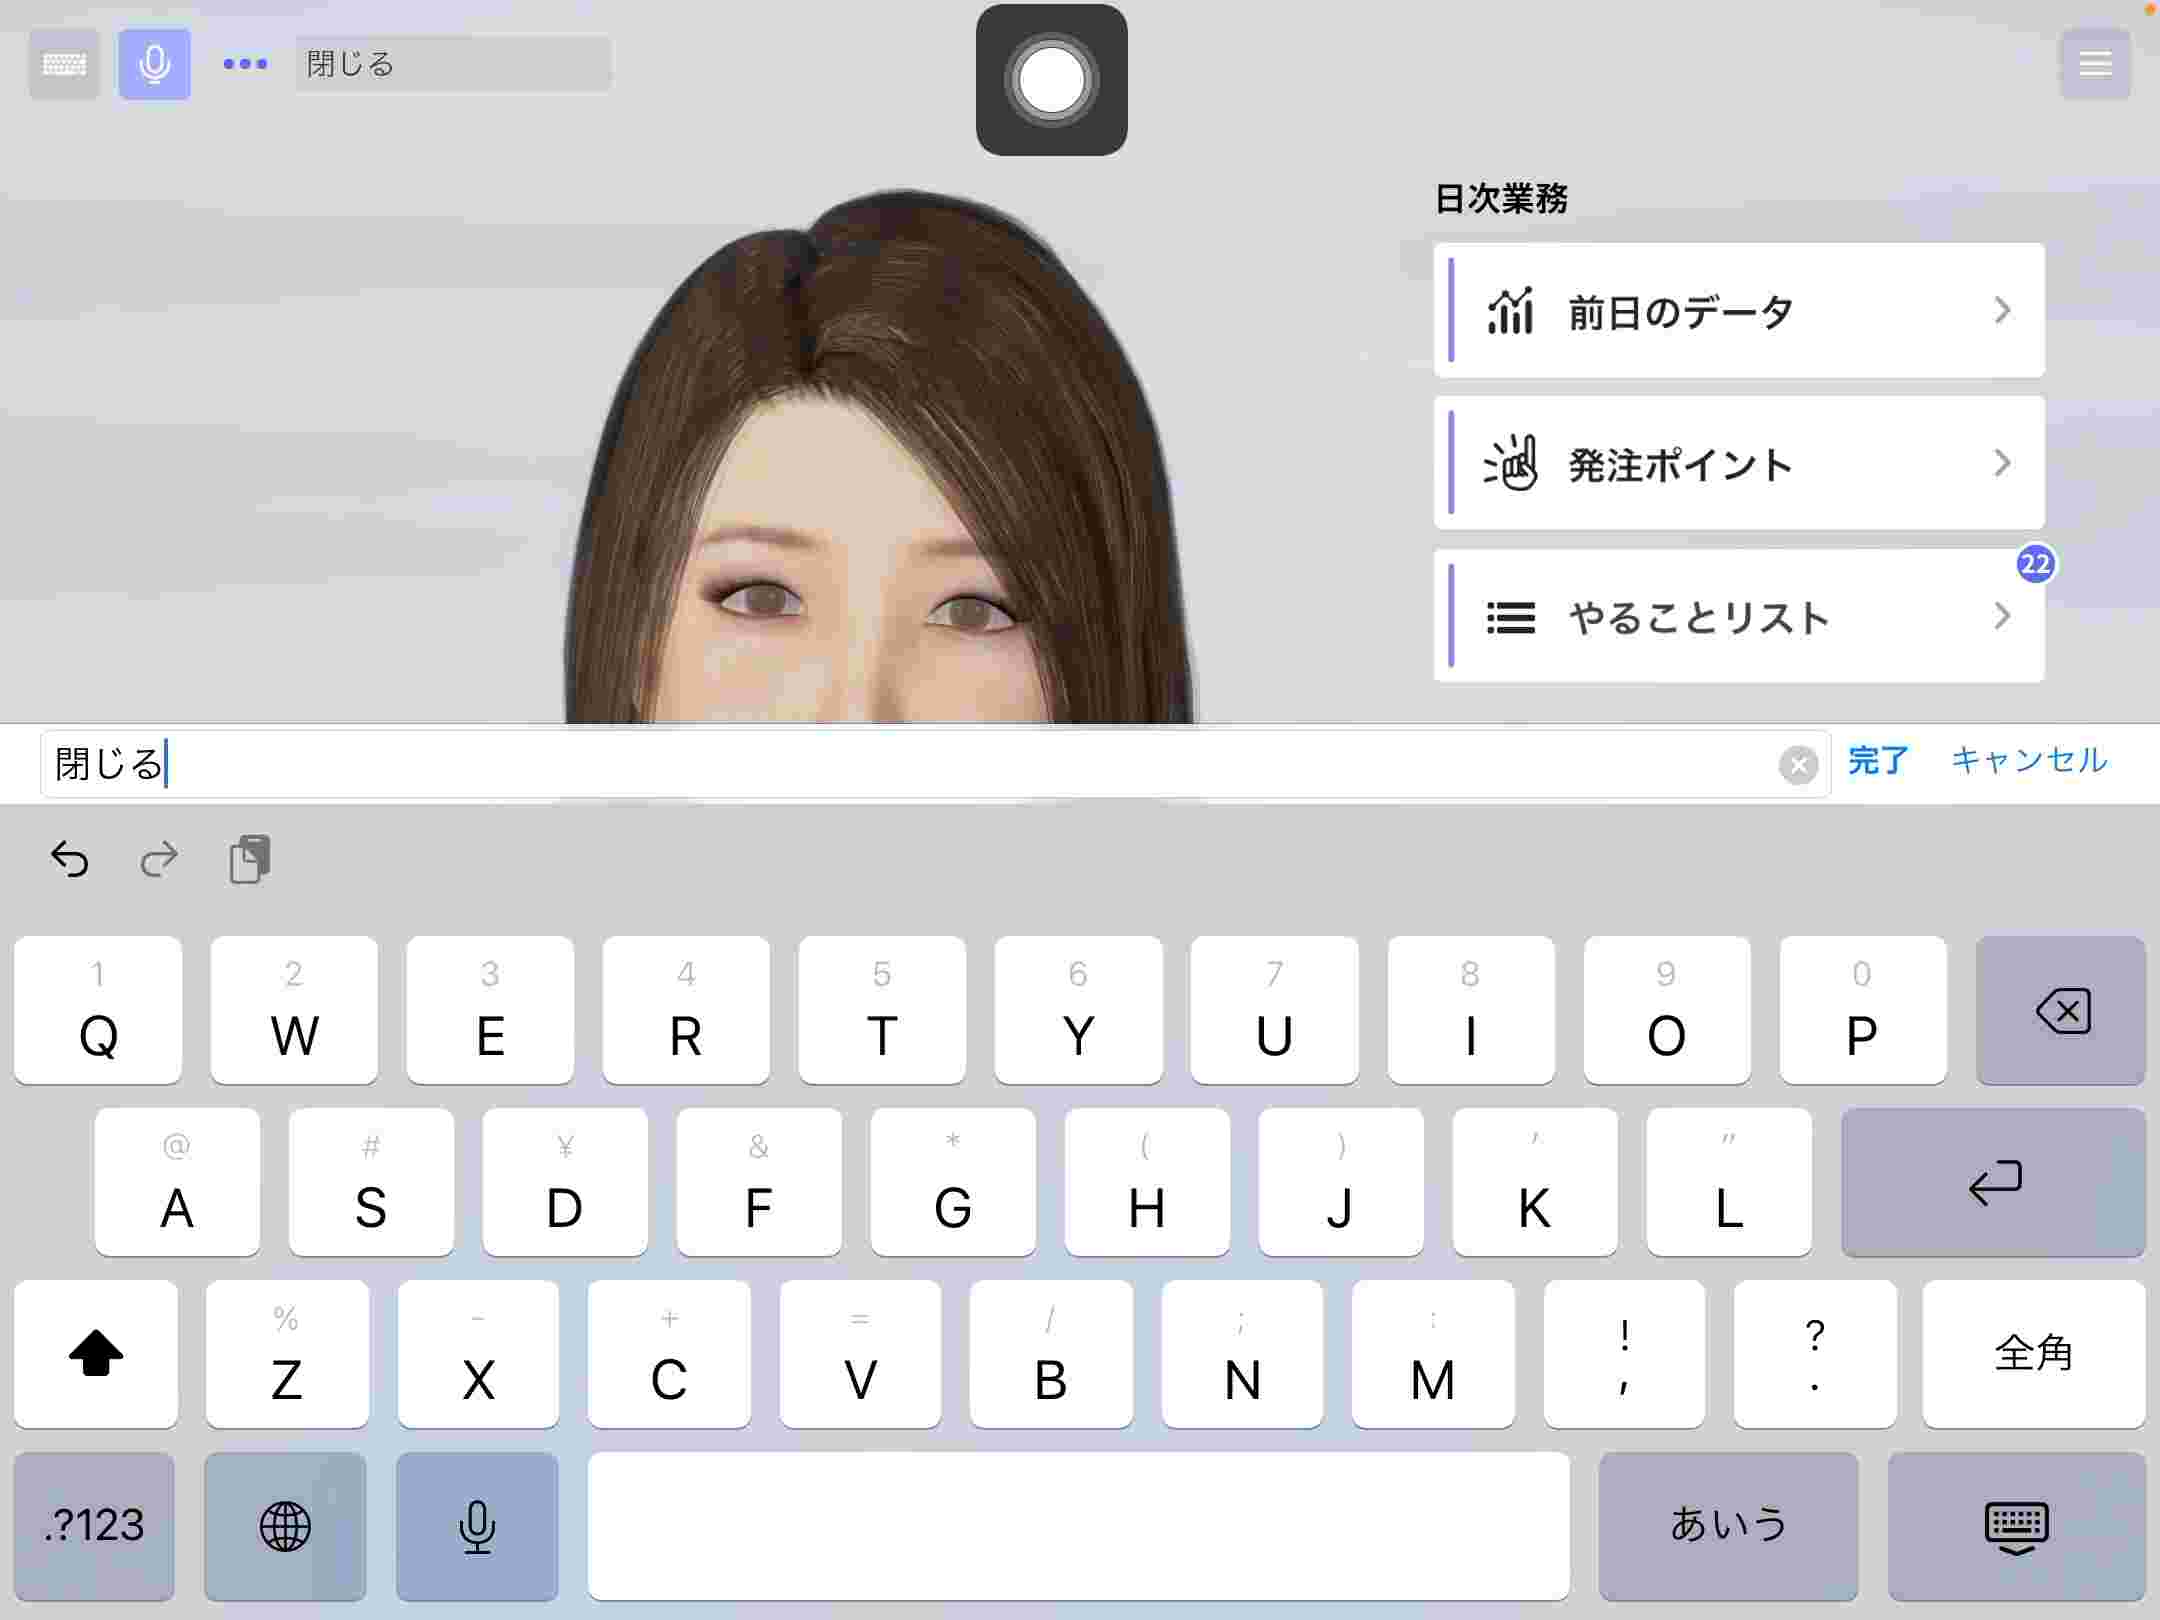 閉じる
日次業務
前日のデータ
発注ポイント
22
やることリスト
閉じる
完了 キャンセル
1 2 3 4 5 6 7 8 9 0
Q W E R T Y U I O P
@ # ¥ & * ( ) ' "
A S D F G H J K L
% - + = / ; : ! ?
Z X C V B N M , . 全角
.?123 あいう